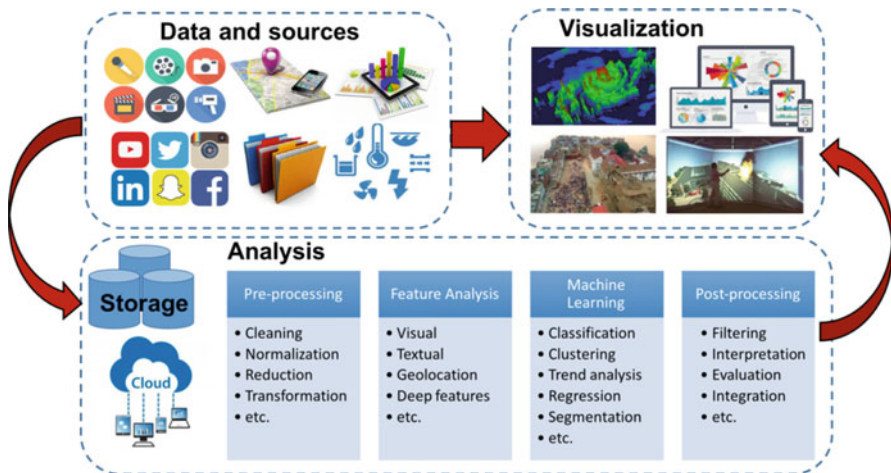 Data and sources
Visualization
in
f
Analysis
Storage
Cloud
Pre-processing
• Cleaning
• Normalization
• Reduction
• Transformation
• etc.
Feature Analysis
• Visual
• Textual
• Geolocation
• Deep features
• etc.
Machine
Learning
• Classification
• Clustering
• Trend analysis
• Regression
• Segmentation
• etc.
Post-processing
• Filtering
• Interpretation
• Evaluation
• Integration
• etc.